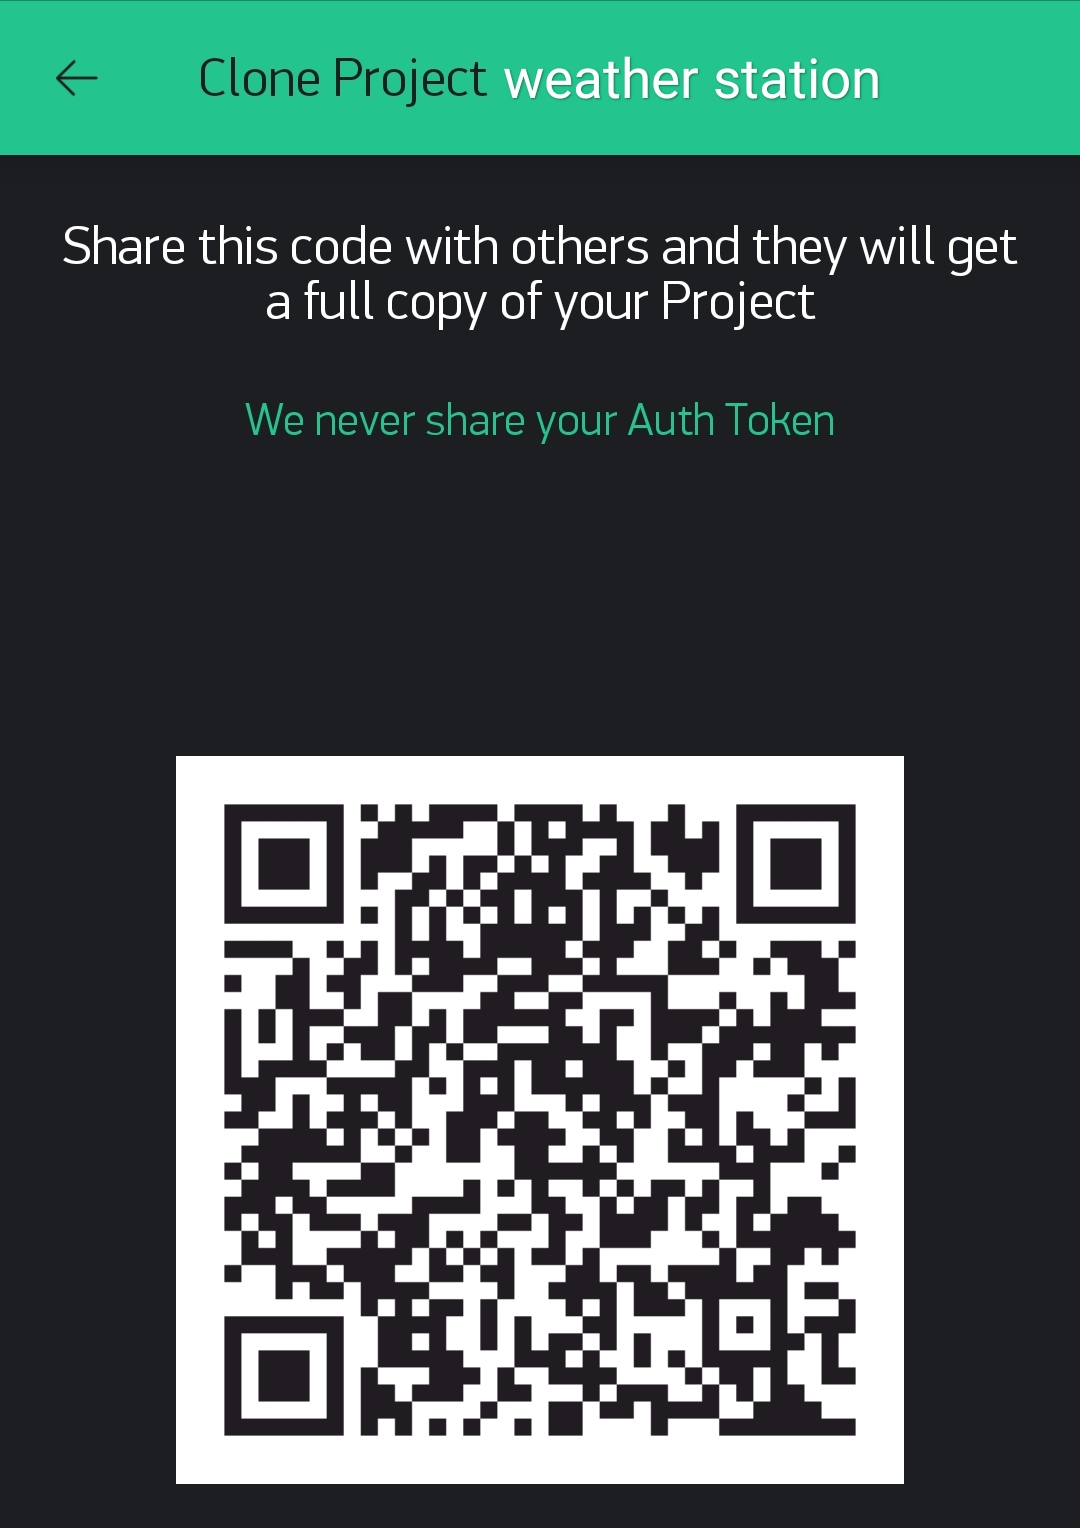 Clone Project weather station
Share this code with others and they will get
a full copy of your Project
We never share your Auth Token